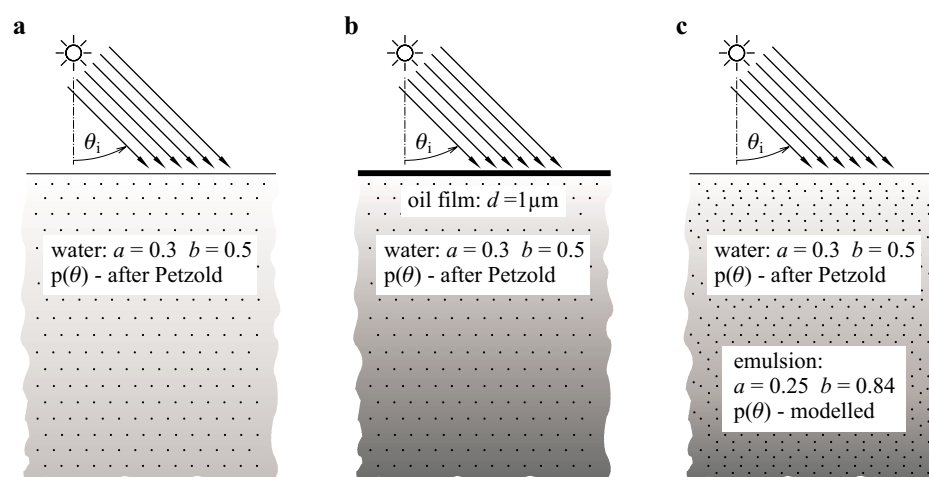 a
b
c
θi
θi
θi
oil film: d =1µm
water: a = 0.3 b = 0.5
p(θ) - after Petzold
water: a = 0.3 b = 0.5
p(θ) - after Petzold
water: a = 0.3 b = 0.5
p(θ) - after Petzold
emulsion:
a = 0.25 b = 0.84
p(θ) - modelled